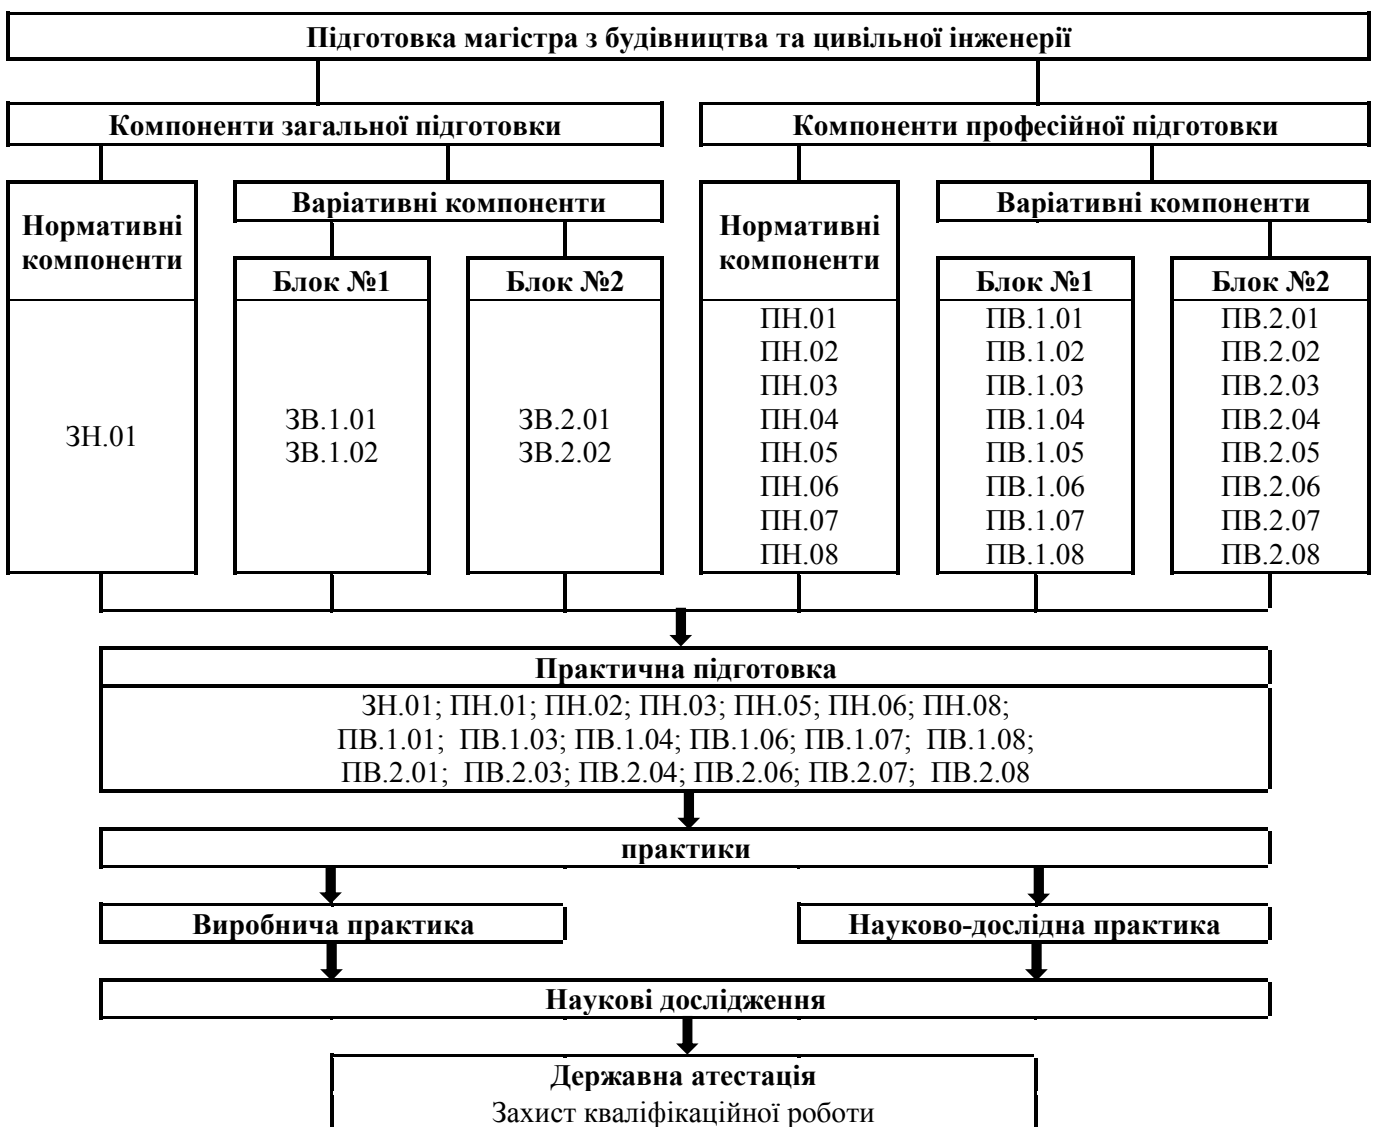 Підготовка магістра з будівництва та цивільної інженерії
Компоненти загальної підготовки
Компоненти професійної підготовки
Нормативні
компоненти
Варіативні компоненти
Блок №1
Блок №2
Нормативні
компоненти
Варіативні компоненти
Блок №1
Блок №2
ЗН.01
ЗВ.1.01
ЗВ.1.02
ЗВ.2.01
ЗВ.2.02
ПН.01
ПН.02
ПН.03
ПН.04
ПН.05
ПН.06
ПН.07
ПН.08
ПВ.1.01
ПВ.1.02
ПВ.1.03
ПВ.1.04
ПВ.1.05
ПВ.1.06
ПВ.1.07
ПВ.1.08
ПВ.2.01
ПВ.2.02
ПВ.2.03
ПВ.2.04
ПВ.2.05
ПВ.2.06
ПВ.2.07
ПВ.2.08
Практична підготовка
ЗН.01; ПН.01; ПН.02; ПН.03; ПН.05; ПН.06; ПН.08;
ПВ.1.01; ПВ.1.03; ПВ.1.04; ПВ.1.06; ПВ.1.07; ПВ.1.08;
ПВ.2.01; ПВ.2.03; ПВ.2.04; ПВ.2.06; ПВ.2.07; ПВ.2.08
практики
Виробнича практика
Науково-дослідна практика
Наукові дослідження
Державна атестація
Захист кваліфікаційної роботи